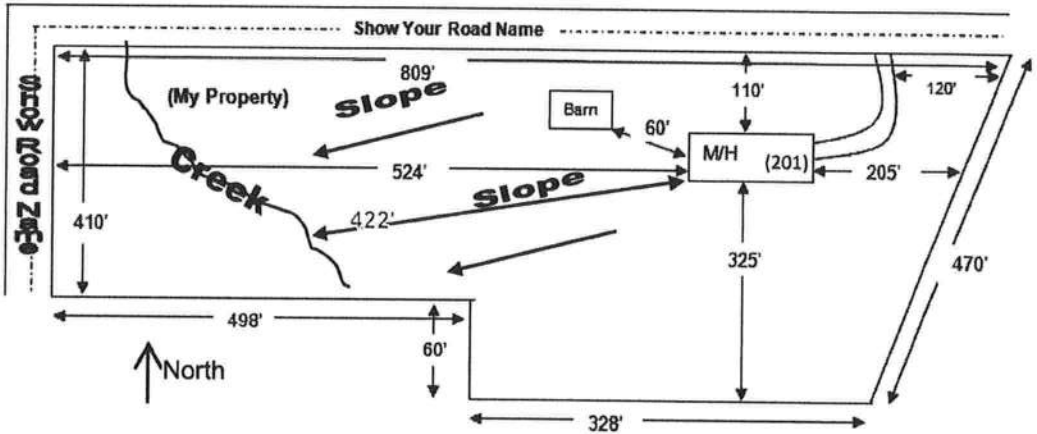 Show Your Road Name
Show Road Name
809'
(My Property)
Slope
110'
120'
Barn
60'
M/H
(201)
Creek
524'
205'
Slope
410'
422'
325'
470'
498'
60'
North
328'